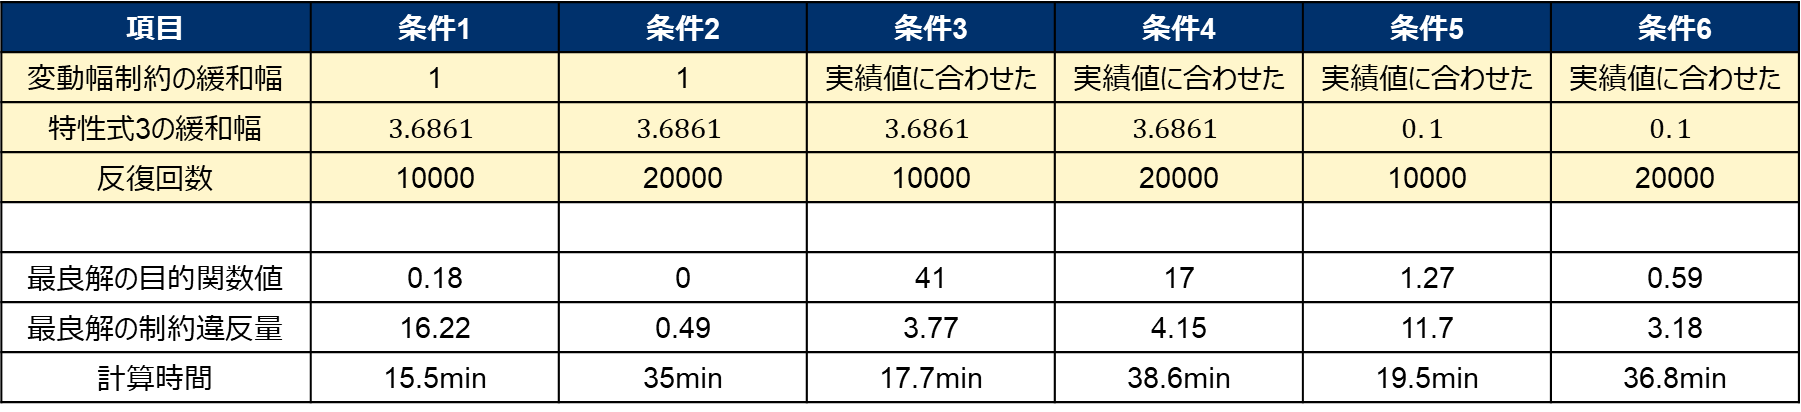 項目 条件1 条件2 条件3 条件4 条件5 条件6
変動幅制約の緩和幅 1 1 実績値に合わせた 実績値に合わせた 実績値に合わせた 実績値に合わせた
特性式3の緩和幅 3.6861 3.6861 3.6861 3.6861 0.1 0.1
反復回数 10000 20000 10000 20000 10000 20000
最良解の目的関数値 0.18 0 41 17 1.27 0.59
最良解の制約違反量 16.22 0.49 3.77 4.15 11.7 3.18
計算時間 15.5min 35min 17.7min 38.6min 19.5min 36.8min